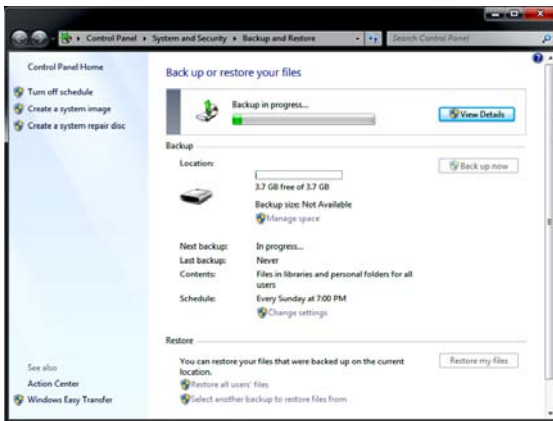 Control Panel ▸ System and Security ▸ Backup and Restore
Search Control Panel
Control Panel Home
Turn off schedule
Create a system image
Create a system repair disc
Back up or restore your files
Backup in progress...
View Details
Backup
Location:
Back up now
3.7 GB free of 3.7 GB
Backup size: Not Available
Manage space
Next backup: In progress...
Last backup: Never
Contents: Files in libraries and personal folders for all
users
Schedule: Every Sunday at 7:00 PM
Change settings
Restore
You can restore your files that were backed up on the current
location.
Restore my files
Restore all users' files
Select another backup to restore files from
See also
Action Center
Windows Easy Transfer